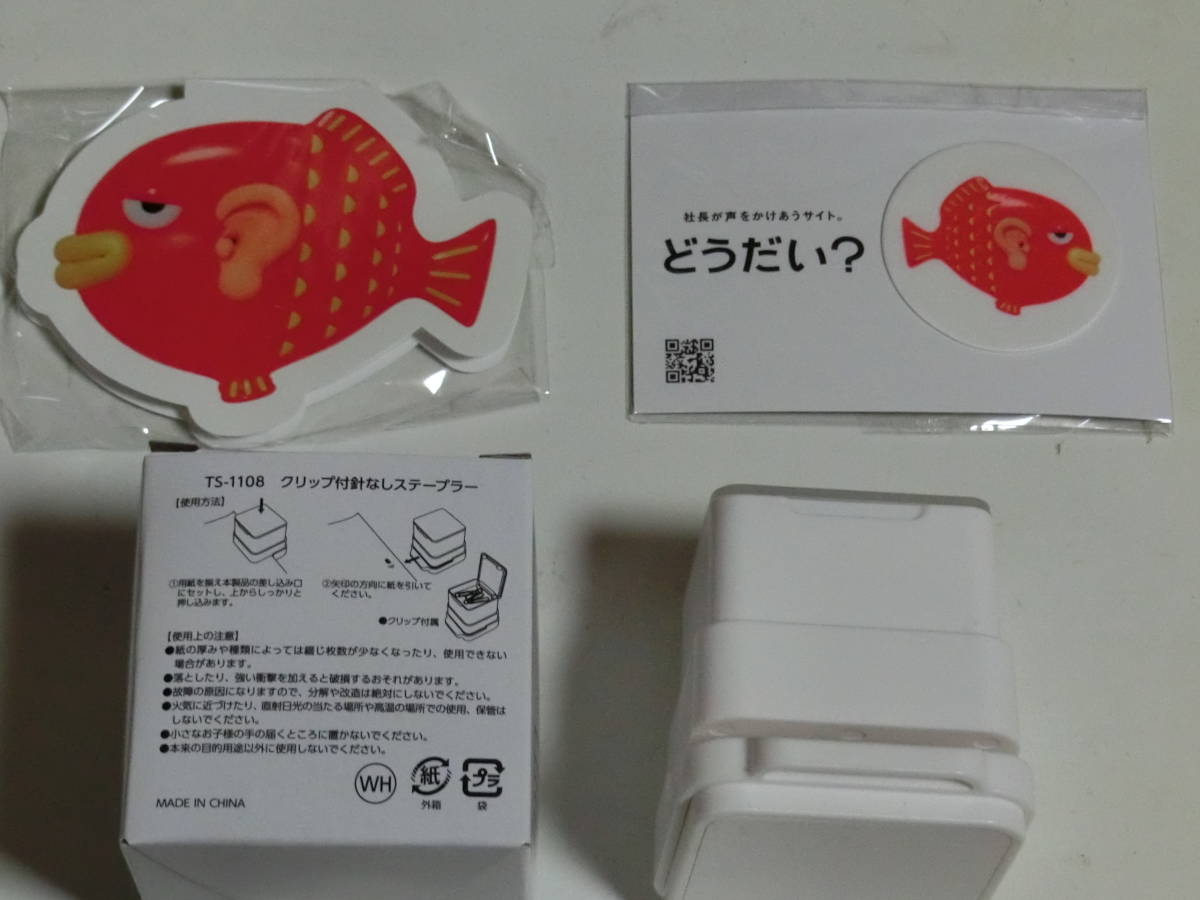 社長が声をかけあうサイト。
どうだい?
TS-1108 クリップ付針なしステープラー
【使用方法】
①用紙を揃え本製品の差し込み口
にセットし、上からしっかりと
押し込みます。
②矢印の方向に紙を引いて
ください。
●クリップ付属
【使用上の注意】
●紙の厚みや種類によっては綴じ枚数が少なくなったり、使用できない
場合があります。
●落としたり、強い衝撃を加えると破損するおそれがあります。
●故障の原因になりますので、分解や改造は絶対にしないでください。
●火気に近づけたり、直射日光の当たる場所や高温の場所での使用、保管は
しないでください。
●小さなお子様の手の届くところに置かないでください。
●本来の目的用途以外に使用しないでください。
WH
紙
外箱
プラ
袋
MADE IN CHINA